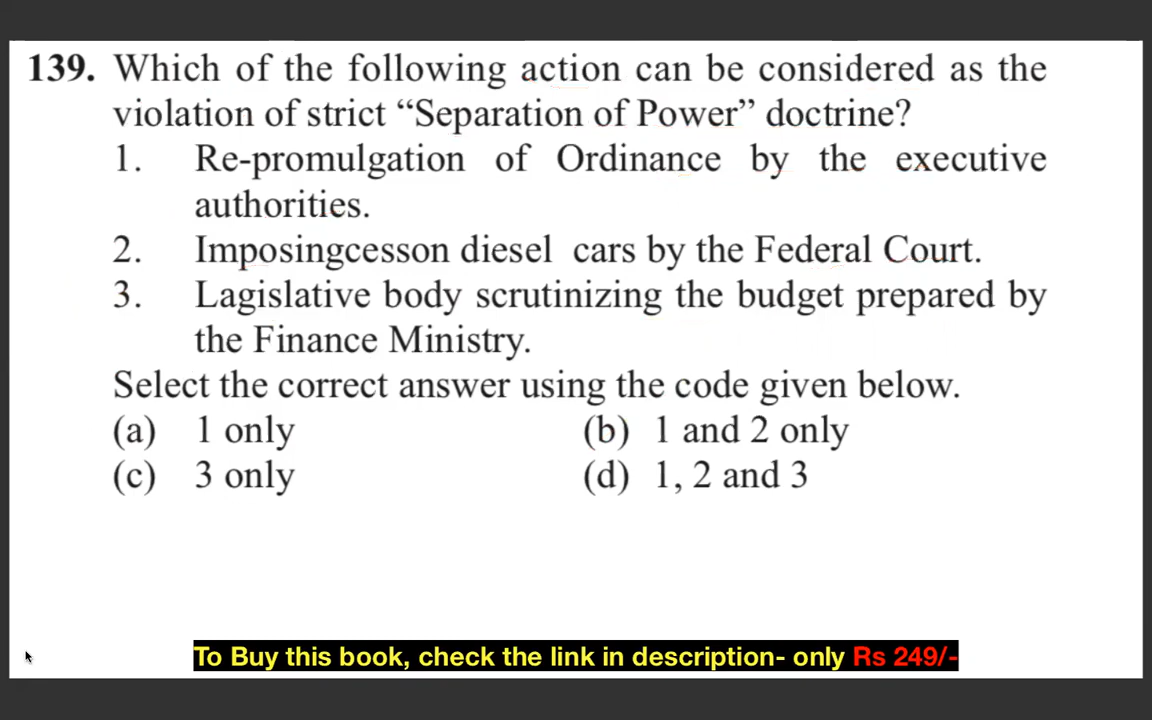 139. Which of the following action can be considered as the
violation of strict “Separation of Power” doctrine?
1. Re-promulgation of Ordinance by the executive
authorities.
2. Imposingcesson diesel cars by the Federal Court.
3. Lagislative body scrutinizing the budget prepared by
the Finance Ministry.
Select the correct answer using the code given below.
(a) 1 only (b) 1 and 2 only
(c) 3 only (d) 1, 2 and 3
To Buy this book, check the link in description- only Rs 249/-